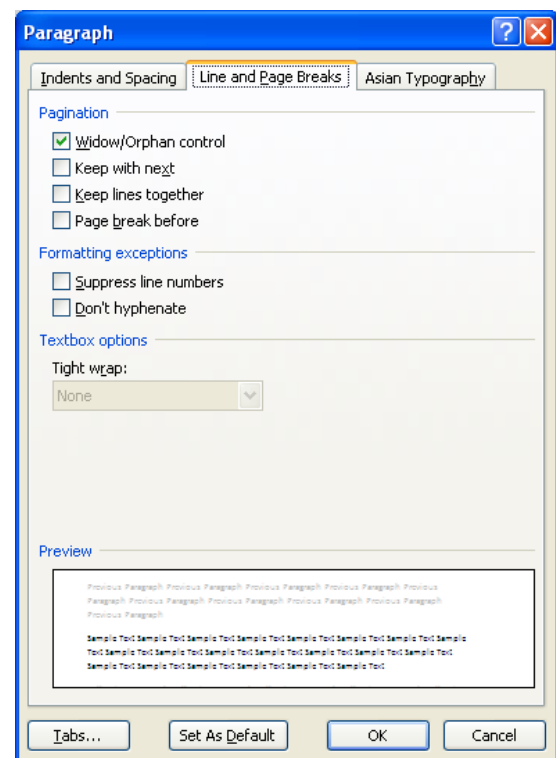 Paragraph
Indents and Spacing Line and Page Breaks Asian Typography
Pagination
Widow/Orphan control
Keep with next
Keep lines together
Page break before
Formatting exceptions
Suppress line numbers
Don't hyphenate
Textbox options
Tight wrap:
None
Preview
Previous Paragraph Previous Paragraph Previous Paragraph Previous Paragraph Previous
Paragraph Previous Paragraph Previous Paragraph Previous Paragraph Previous Paragraph
Previous Paragraph
Sample Text Sample Text Sample Text Sample Text Sample Text Sample Text Sample Text Sample
Text Sample Text Sample Text Sample Text Sample Text Sample Text Sample Text Sample Text
Sample Text Sample Text Sample Text Sample Text Sample Text Sample Text
Tabs... Set As Default OK Cancel